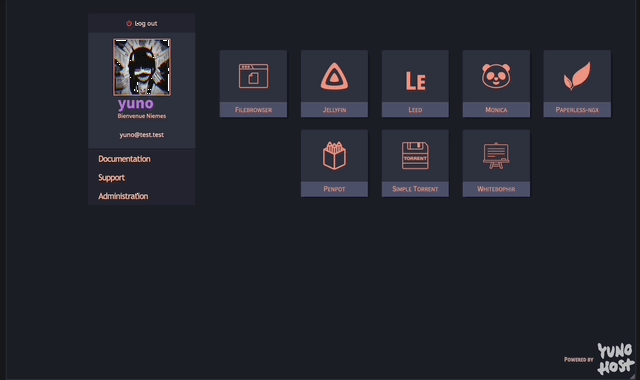 Log out
yuno
Bienvenue Niemes
yuno@test.test
Documentation
Support
Administration
Filebrowser
Jellyfin
Le
Leed
Monica
Paperless-ngx
Penpot
TORRENT
Simple Torrent
Whitebophir
Powered by
YUNO
HOST